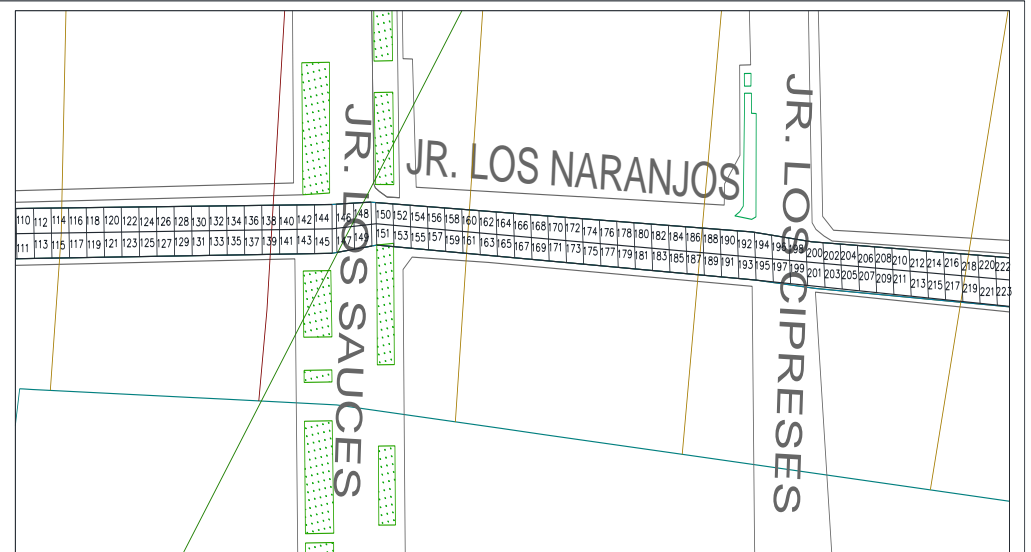 JR. LOS NARANJOS
JR. LOS SAUCES
JR. LOS CIPRESES
110 112 114 116 118 120 122 124 126 128 130 132 134 136 138 140 142 144 146 148 150 152 154 156 158 160 162 164 166 168 170 172 174 176 178 180 182 184 186 188 190 192 194 196 198 200 202 204 206 208 210 212 214 216 218 220 222
111 113 115 117 119 121 123 125 127 129 131 133 135 137 139 141 143 145 147 149 151 153 155 157 159 161 163 165 167 169 171 173 175 177 179 181 183 185 187 189 191 193 195 197 199 201 203 205 207 209 211 213 215 217 219 221 223